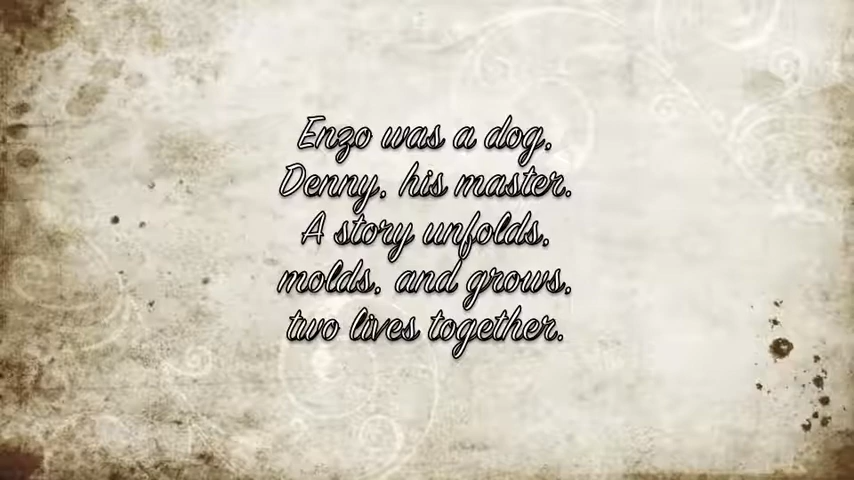 Enzo was a dog,
Denny, his master.
A story unfolds,
molds, and grows,
two lives together.